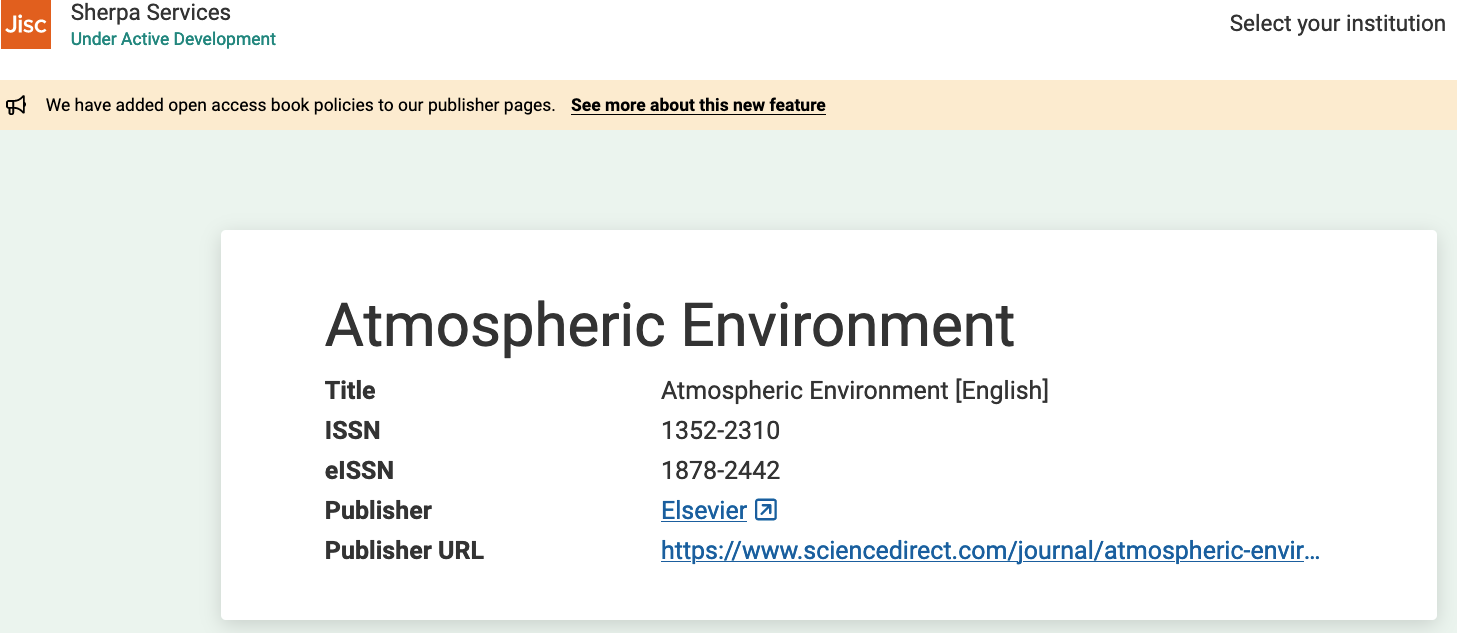 Jisc
Sherpa Services
Under Active Development
Select your institution
We have added open access book policies to our publisher pages. See more about this new feature
Atmospheric Environment
Title Atmospheric Environment [English]
ISSN 1352-2310
eISSN 1878-2442
Publisher Elsevier
Publisher URL https://www.sciencedirect.com/journal/atmospheric-envir...